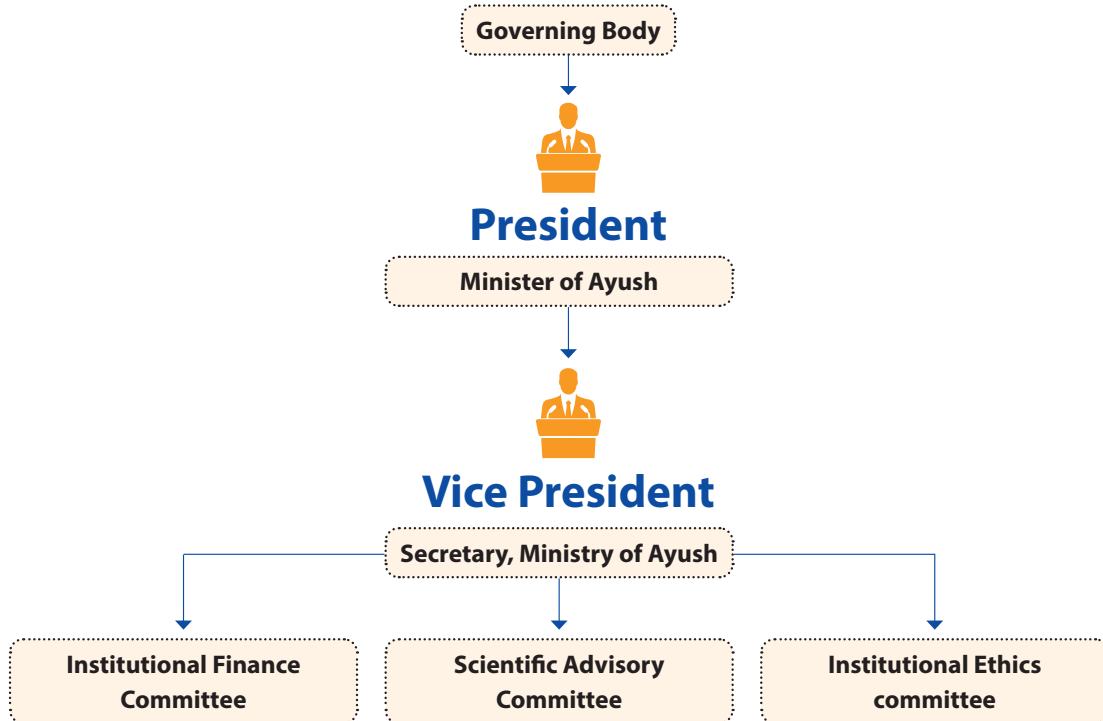 Governing Body
President
Minister of Ayush
Vice President
Secretary, Ministry of Ayush
Institutional Finance
Committee
Scientific Advisory
Committee
Institutional Ethics
committee